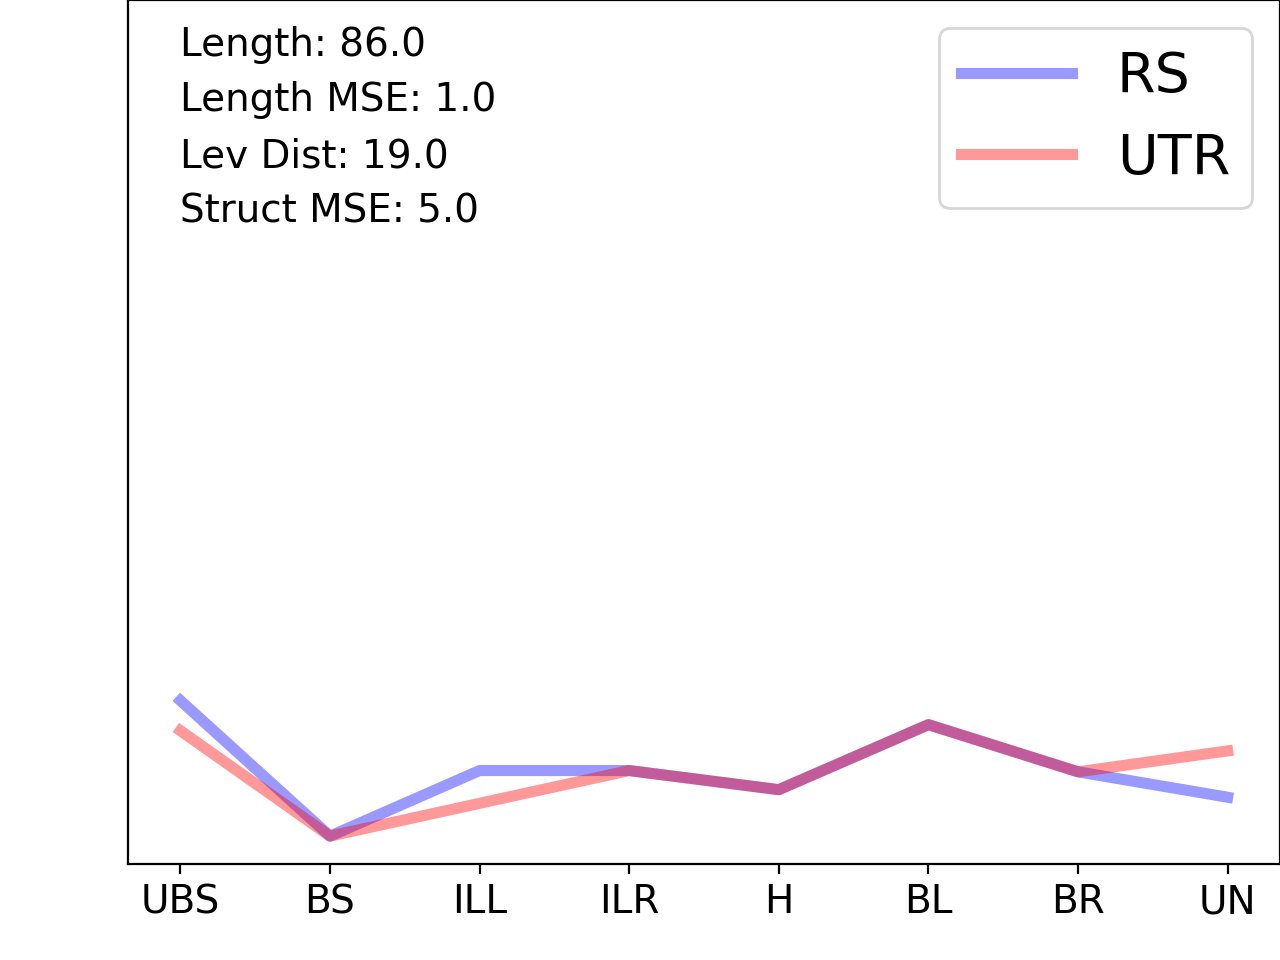 Length: 86.0
Length MSE: 1.0
Lev Dist: 19.0
Struct MSE: 5.0
RS
UTR
UBS BS ILL ILR H BL BR UN